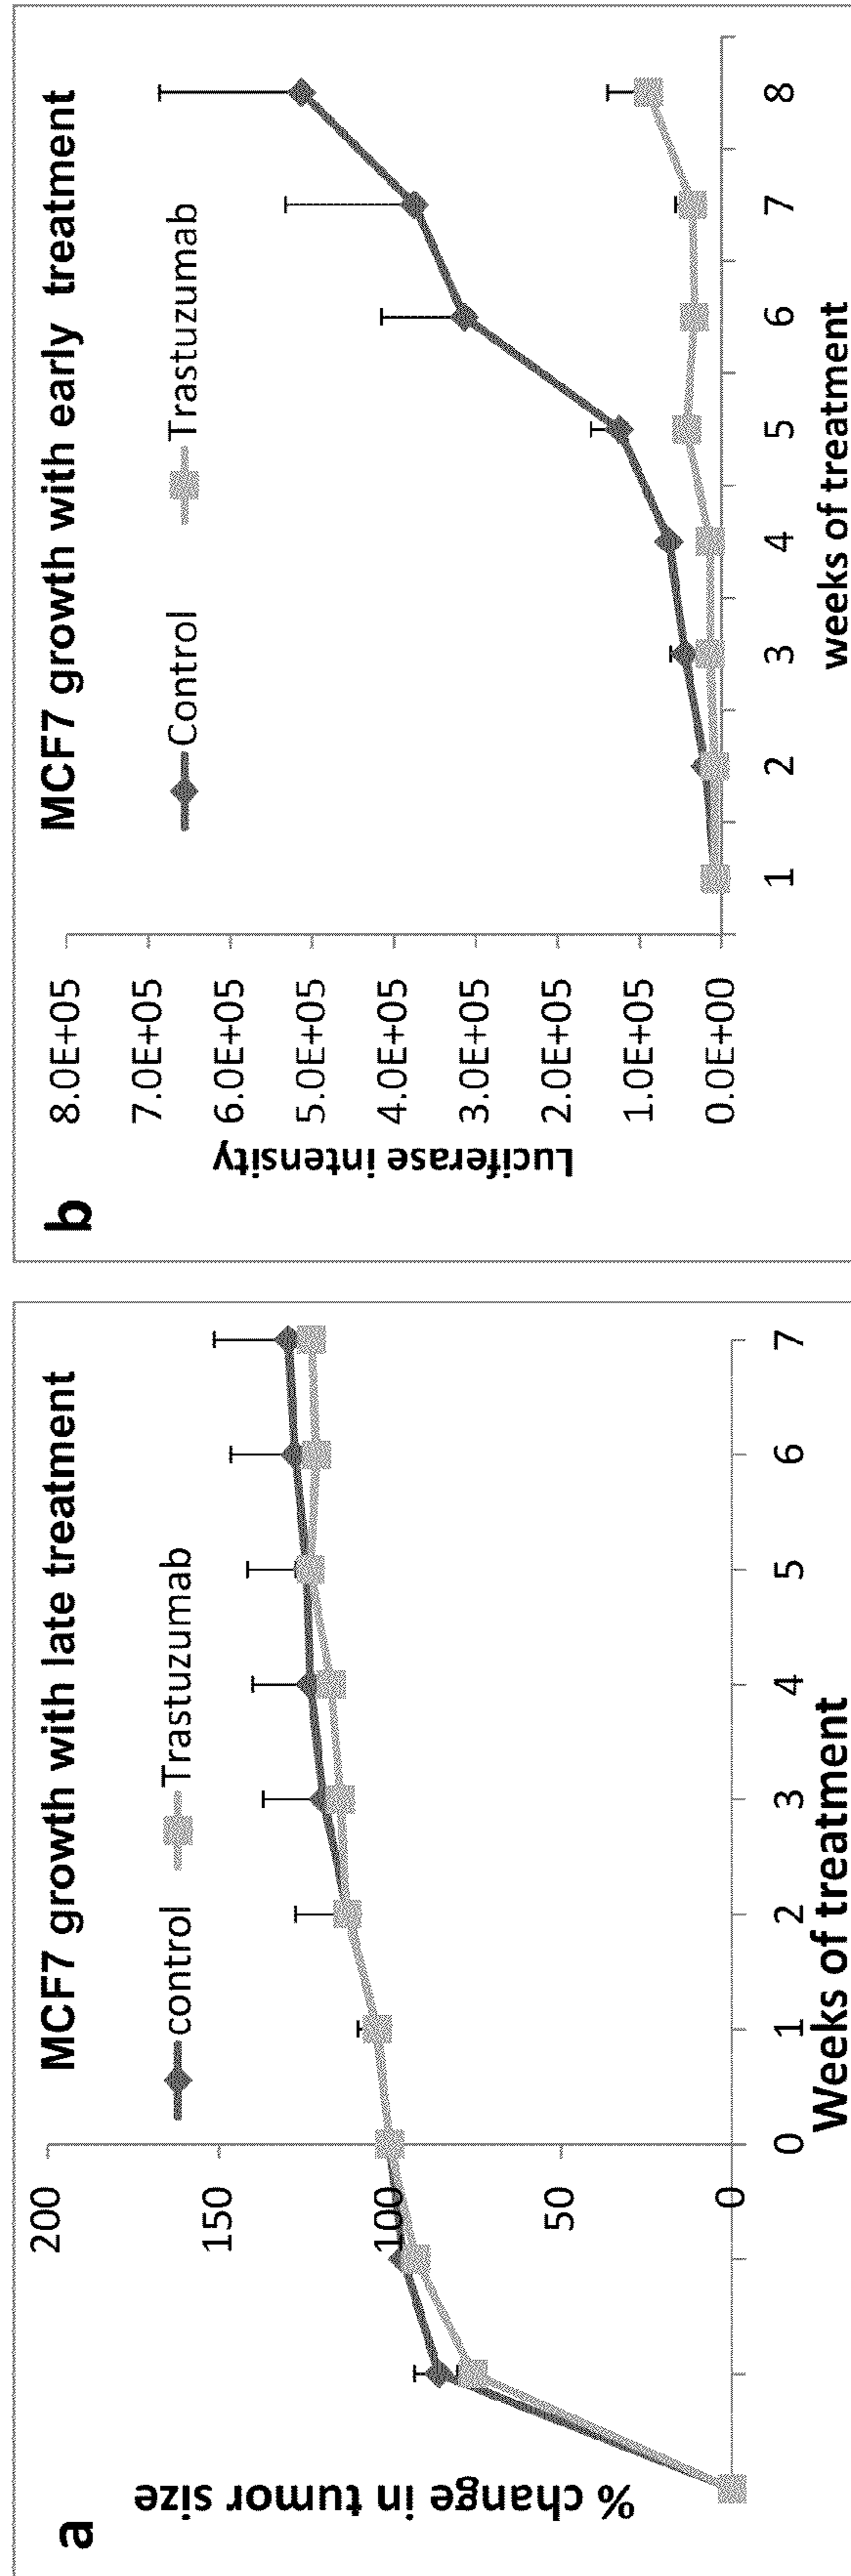 a
MCF7 growth with late treatment
control
Trastuzumab
% change in tumor size
200
150
100
50
0
0 1 2 3 4 5 6 7
Weeks of treatment
b
MCF7 growth with early treatment
Control
Trastuzumab
Luciferase intensity
8.0E+05
7.0E+05
6.0E+05
5.0E+05
4.0E+05
3.0E+05
2.0E+05
1.0E+05
0.0E+00
1 2 3 4 5 6 7 8
weeks of treatment